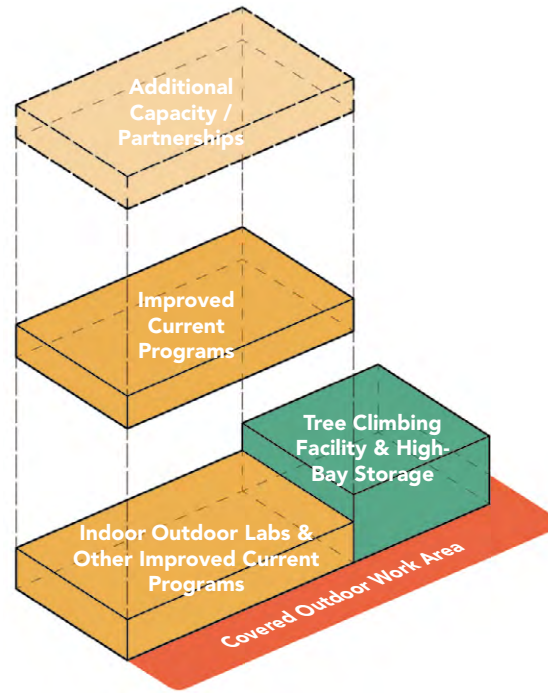 Additional
Capacity /
Partnerships
Improved
Current
Programs
Tree Climbing
Facility & High-
Bay Storage
Indoor Outdoor Labs &
Other Improved Current
Programs
Covered Outdoor Work Area